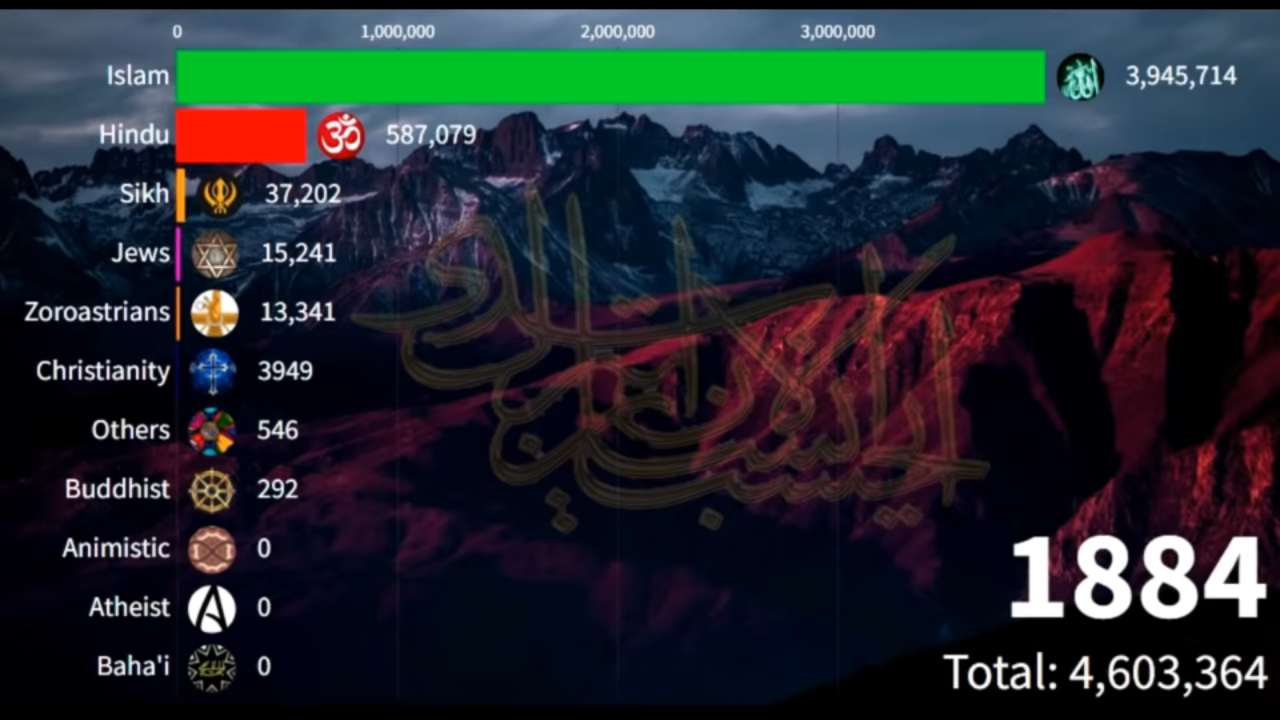 0 1,000,000 2,000,000 3,000,000
Islam 3,945,714
Hindu 587,079
Sikh 37,202
Jews 15,241
Zoroastrians 13,341
Christianity 3949
Others 546
Buddhist 292
Animistic 0
Atheist 0
Baha'i 0
1884
Total: 4,603,364